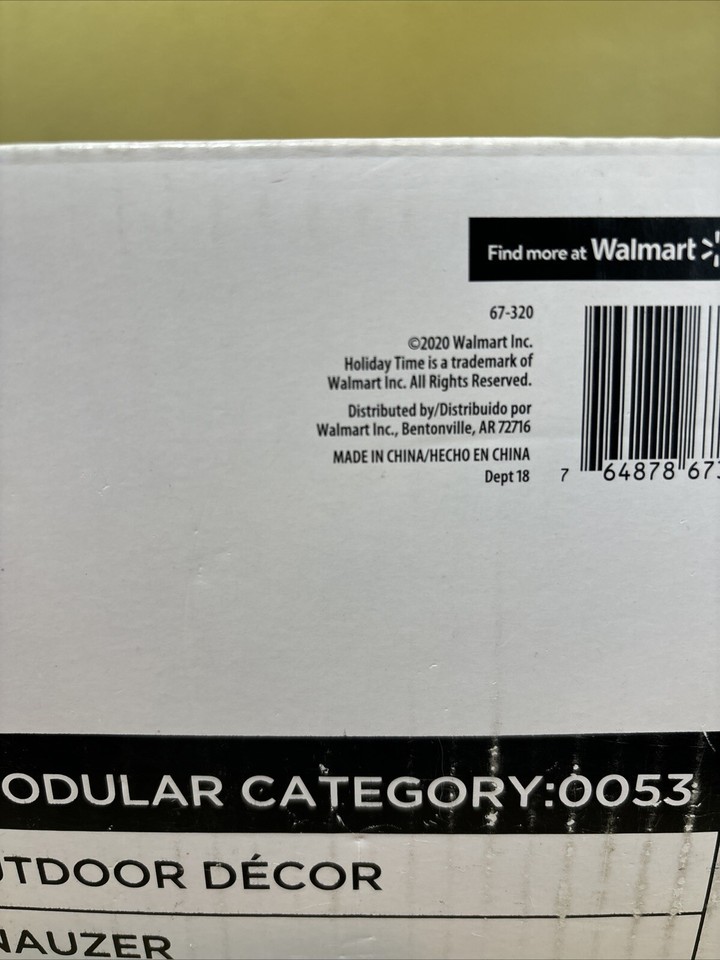 Find more at Walmart
67-320
©2020 Walmart Inc.
Holiday Time is a trademark of
Walmart Inc. All Rights Reserved.
Distributed by/Distribuido por
Walmart Inc., Bentonville, AR 72716
MADE IN CHINA/HECHO EN CHINA
Dept 18
7 64878 67
ODULAR CATEGORY:0053
UTDOOR DÉCOR
NAUZER